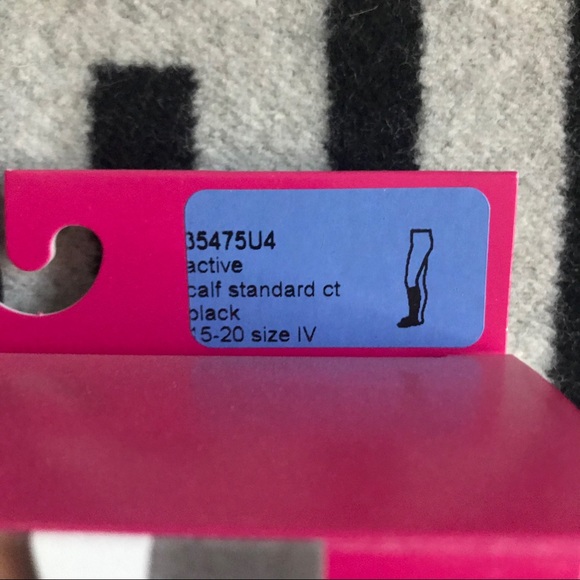 35475U4
active
calf standard ct
black
15-20 size IV